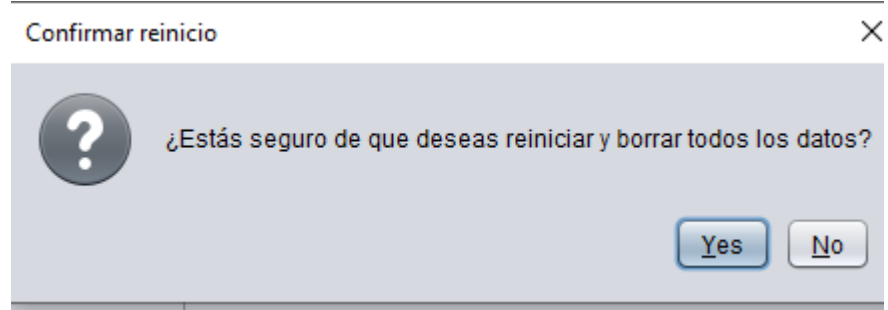 Confirmar reinicio
¿Estás seguro de que deseas reiniciar y borrar todos los datos?
Yes No